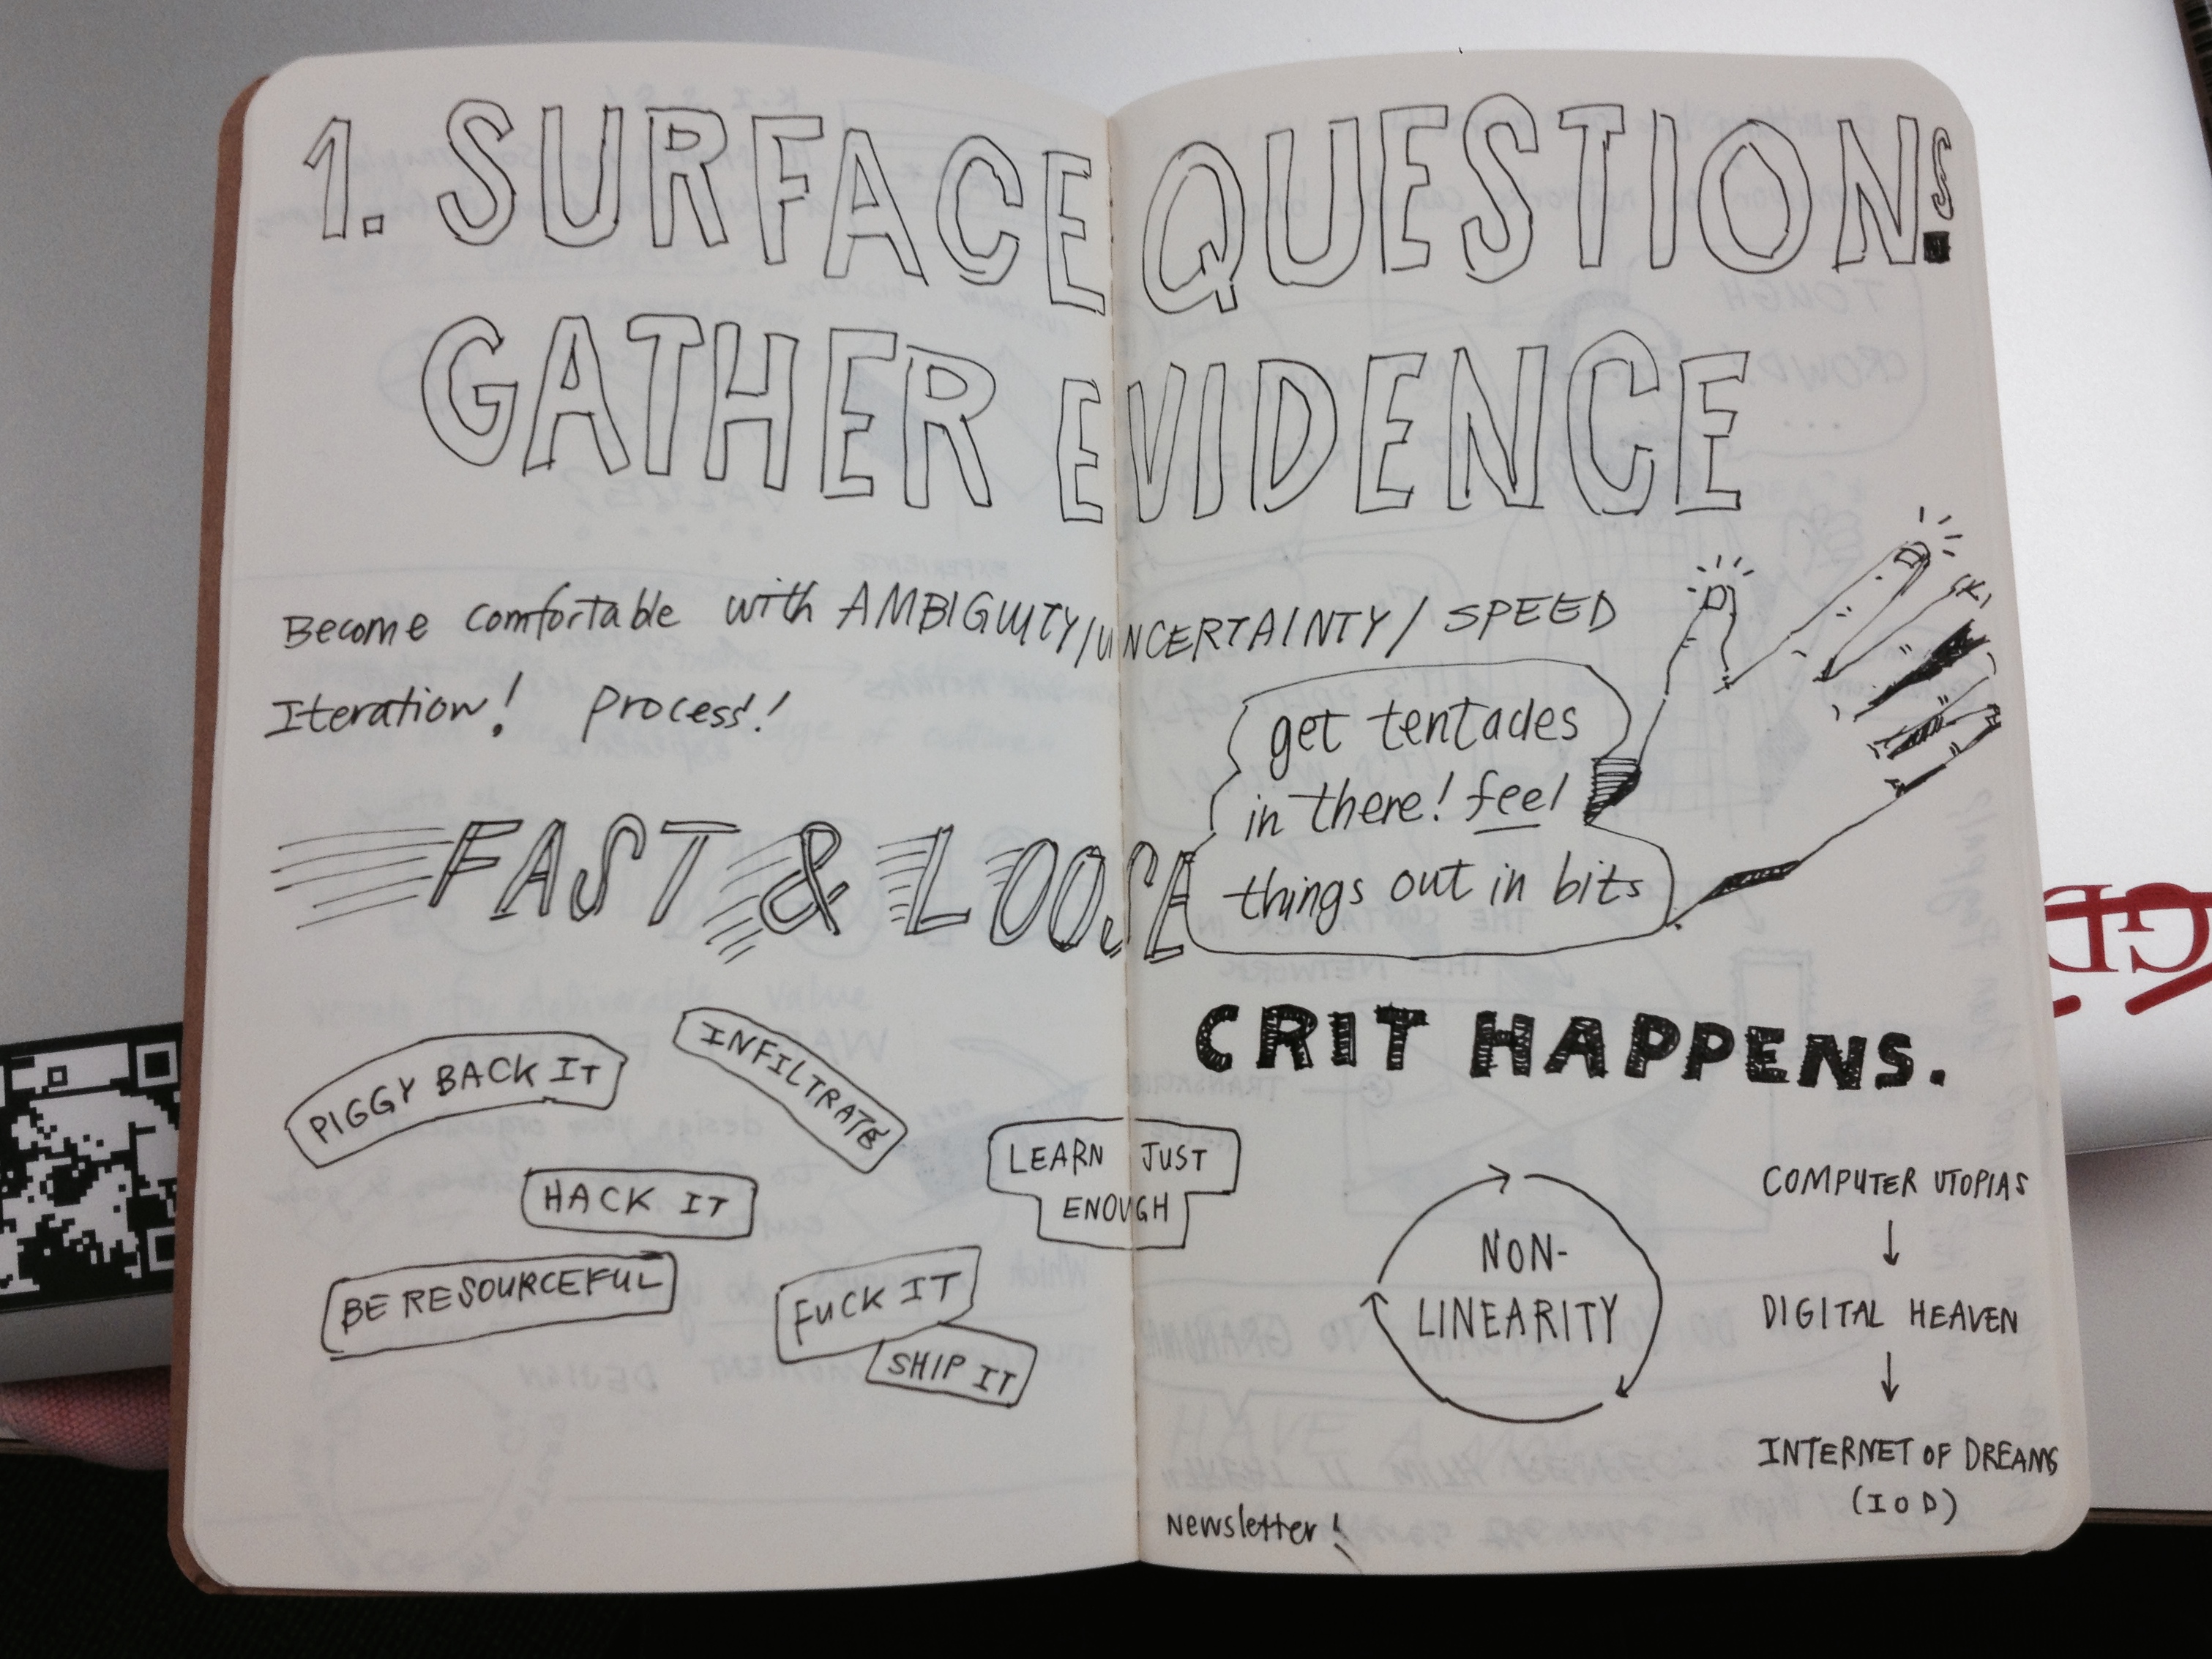 1. SURFACE QUESTIONS
GATHER EVIDENCE
Become comfortable with AMBIGUITY/UNCERTAINTY/SPEED
Iteration! Process!
get tentacles
in there! feel
things out in bits
FAST & LOOSE
CRIT HAPPENS.
PIGGY BACK IT
INFILTRATE
HACK IT
LEARN JUST
ENOUGH
BE RESOURCEFUL
FUCK IT
SHIP IT
NON-
LINEARITY
COMPUTER UTOPIAS
↓
DIGITAL HEAVEN
↓
INTERNET OF DREAMS
(IOD)
Newsletter!